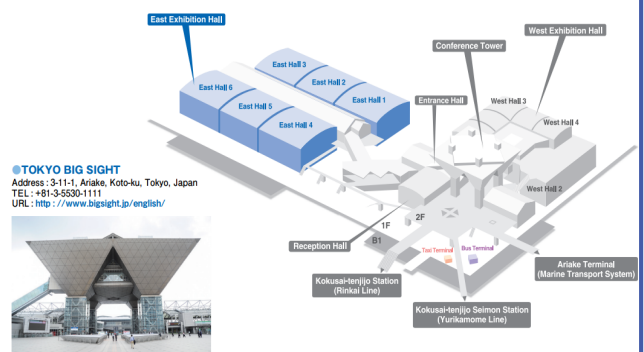 East Exhibition Hall
West Exhibition Hall
Conference Tower
East Hall 3
East Hall 2
East Hall 1
East Hall 6
East Hall 5
East Hall 4
Entrance Hall
West Hall 3
West Hall 4
West Hall 2
TOKYO BIG SIGHT
Address : 3-11-1, Ariake, Koto-ku, Tokyo, Japan
TEL : +81-3-5530-1111
URL : http : //www.bigsight.jp/english/
1F
2F
B1
Reception Hall
Taxi Terminal
Bus Terminal
Ariake Terminal
(Marine Transport System)
Kokusai-tenjijo Station
(Rinkai Line)
Kokusai-tenjijo Seimon Station
(Yurikamome Line)